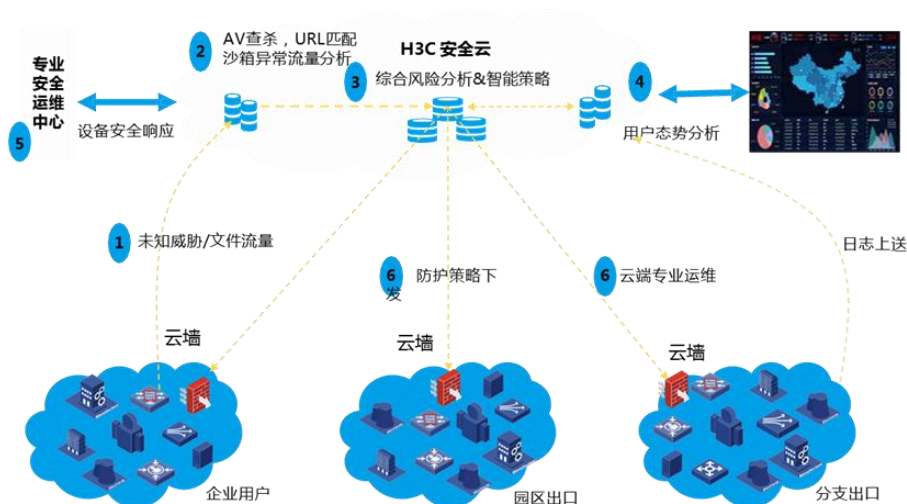 AV查杀，URL匹配
沙箱异常流量分析
2
H3C 安全云
3
综合风险分析&智能策略
4
专业
安全
运维
中心
5
设备安全响应
用户态势分析
1
未知威胁/文件流量
6
防护策略下
发
6
云端专业运维
日志上送
云墙
云墙
云墙
企业用户
园区出口
分支出口